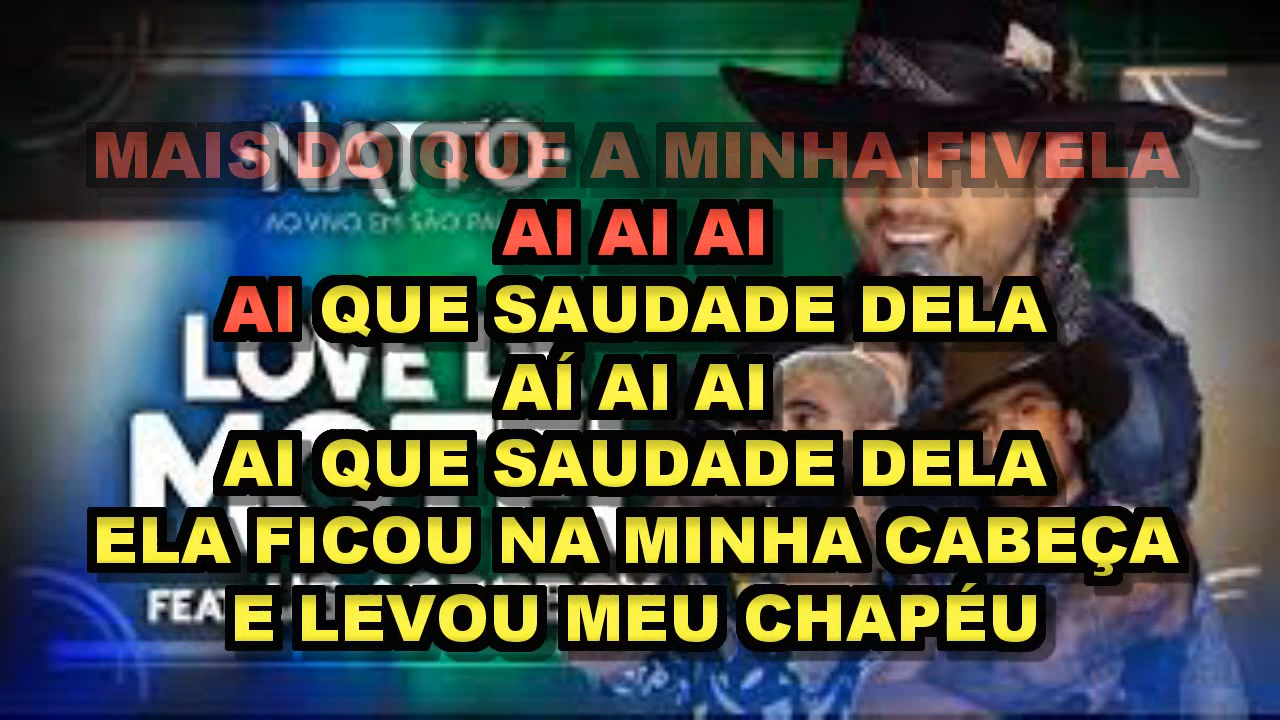 NATTO
MAIS DO QUE A MINHA FIVELA
AO VIVO EM SÃO
AI AI AI
AI QUE SAUDADE DELA
LOVE
AÍ AI AI
AI QUE SAUDADE DELA
ELA FICOU NA MINHA CABEÇA
FEAT
E LEVOU MEU CHAPÉU